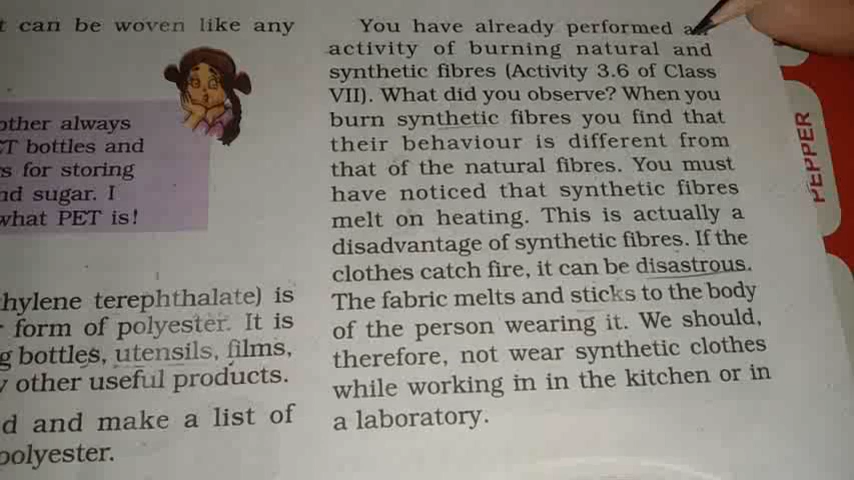 t can be woven like any
other always
ET bottles and
s for storing
nd sugar. I
what PET is!
hylene terephthalate) is
form of polyester. It is
g bottles, utensils, films,
y other useful products.
d and make a list of
polyester.
You have already performed
activity of burning natural and
synthetic fibres (Activity 3.6 of Class
VII). What did you observe? When you
burn synthetic fibres you find that
their behaviour is different from
that of the natural fibres. You must
have noticed that synthetic fibres
melt on heating. This is actually a
disadvantage of synthetic fibres. If the
clothes catch fire, it can be disastrous.
The fabric melts and sticks to the body
of the person wearing it. We should,
therefore, not wear synthetic clothes
while working in in the kitchen or in
a laboratory.
PEPPER